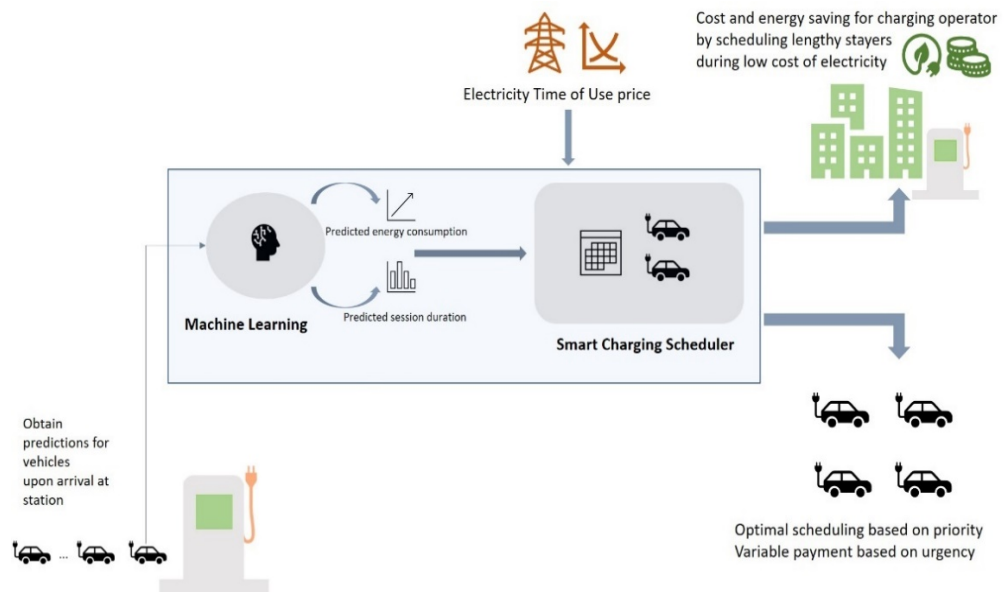 Cost and energy saving for charging operator
by scheduling lengthy stayers
during low cost of electricity
Electricity Time of Use price
Predicted energy consumption
Predicted session duration
Machine Learning
Smart Charging Scheduler
Obtain
predictions for
vehicles
upon arrival at
station
...
Optimal scheduling based on priority
Variable payment based on urgency